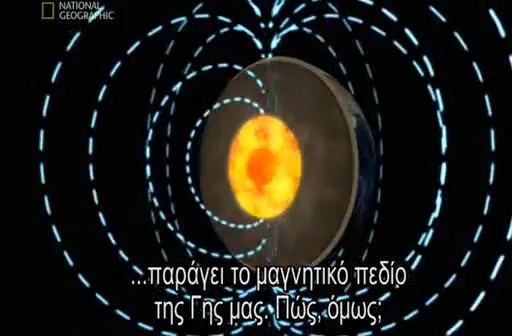 NATIONAL
GEOGRAPHIC
...παράγει το μαγνητικό πεδίο
της Γης μας. Πώς, όμως;